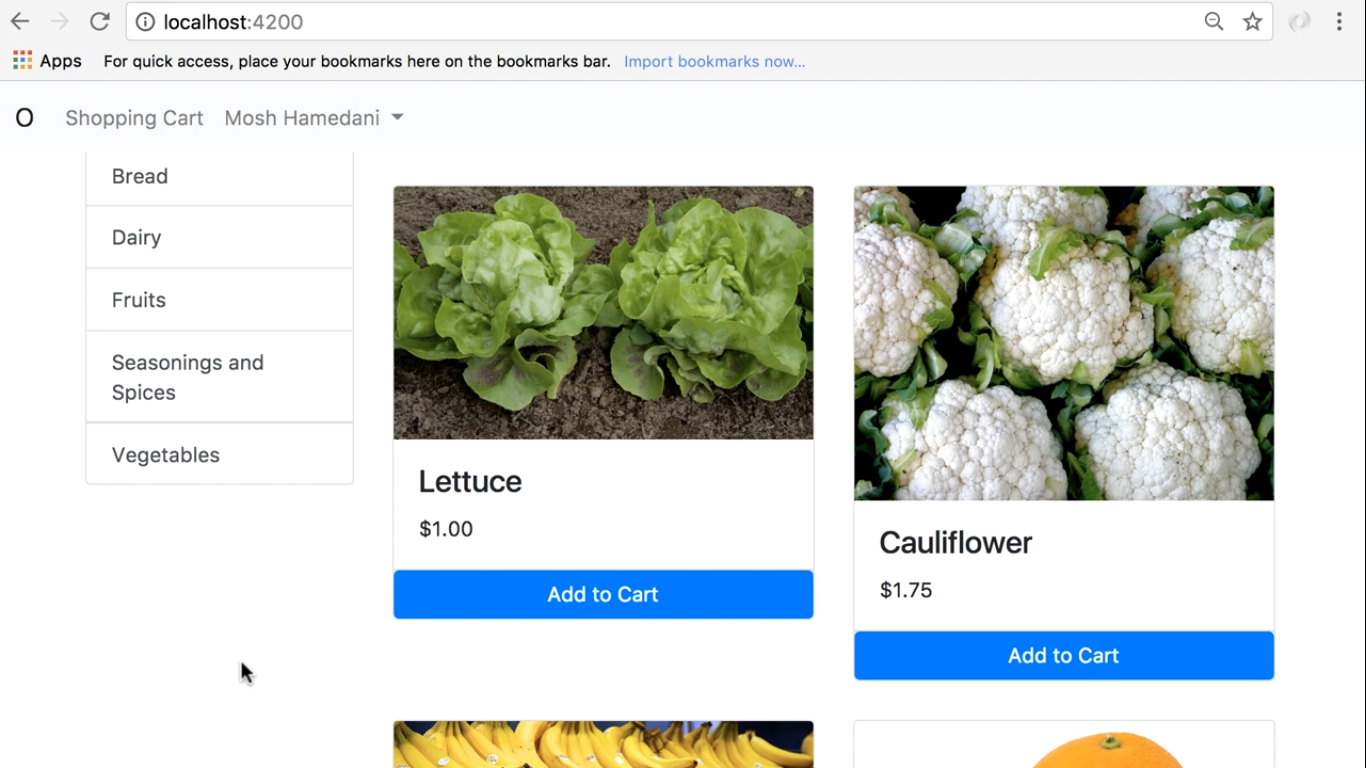 localhost:4200
Apps For quick access, place your bookmarks here on the bookmarks bar. Import bookmarks now...
O Shopping Cart Mosh Hamedani
Bread
Dairy
Fruits
Seasonings and
Spices
Vegetables
Lettuce
$1.00
Add to Cart
Cauliflower
$1.75
Add to Cart